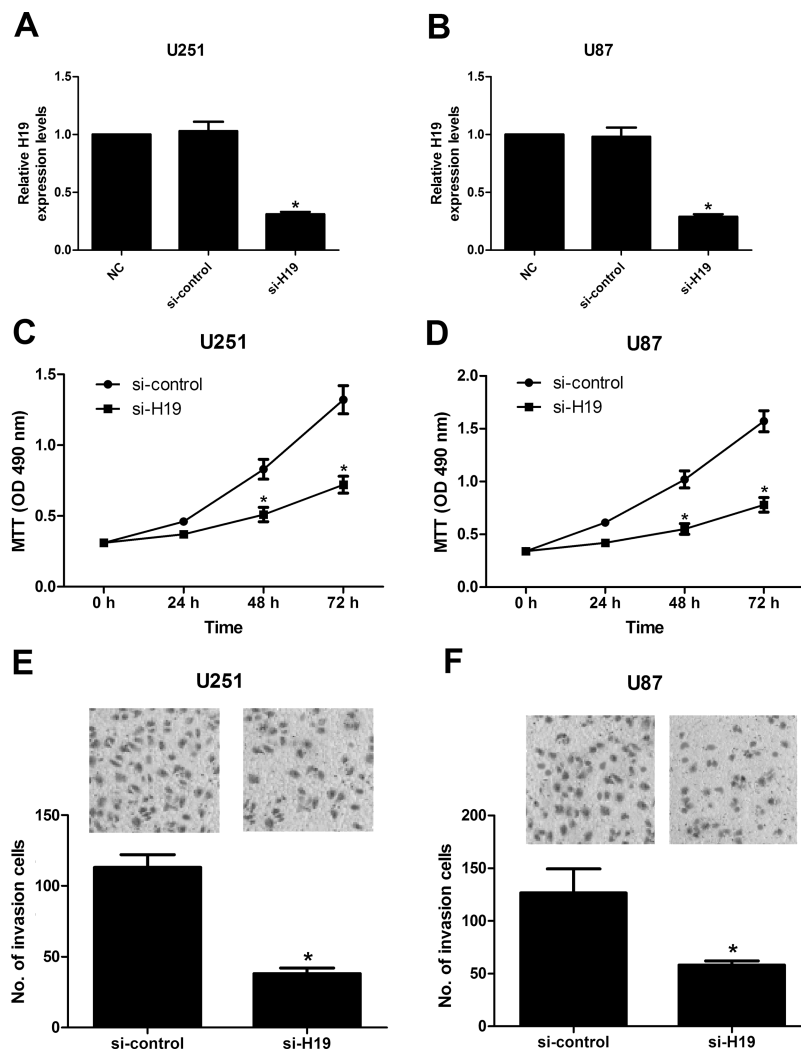 A
U251
Relative H19
expression levels
1.5
1.0
0.5
0.0
*
NC
si-control
si-H19
B
U87
Relative H19
expression levels
1.5
1.0
0.5
0.0
*
NC
si-control
si-H19
C
U251
MTT (OD 490 nm)
1.5
1.0
0.5
0.0
si-control
si-H19
*
*
0 h
24 h
48 h
72 h
Time
D
U87
MTT (OD 490 nm)
2.0
1.5
1.0
0.5
0.0
si-control
si-H19
*
*
0 h
24 h
48 h
72 h
Time
E
U251
No. of invasion cells
150
100
50
0
*
si-control
si-H19
F
U87
No. of invasion cells
200
150
100
50
0
*
si-control
si-H19